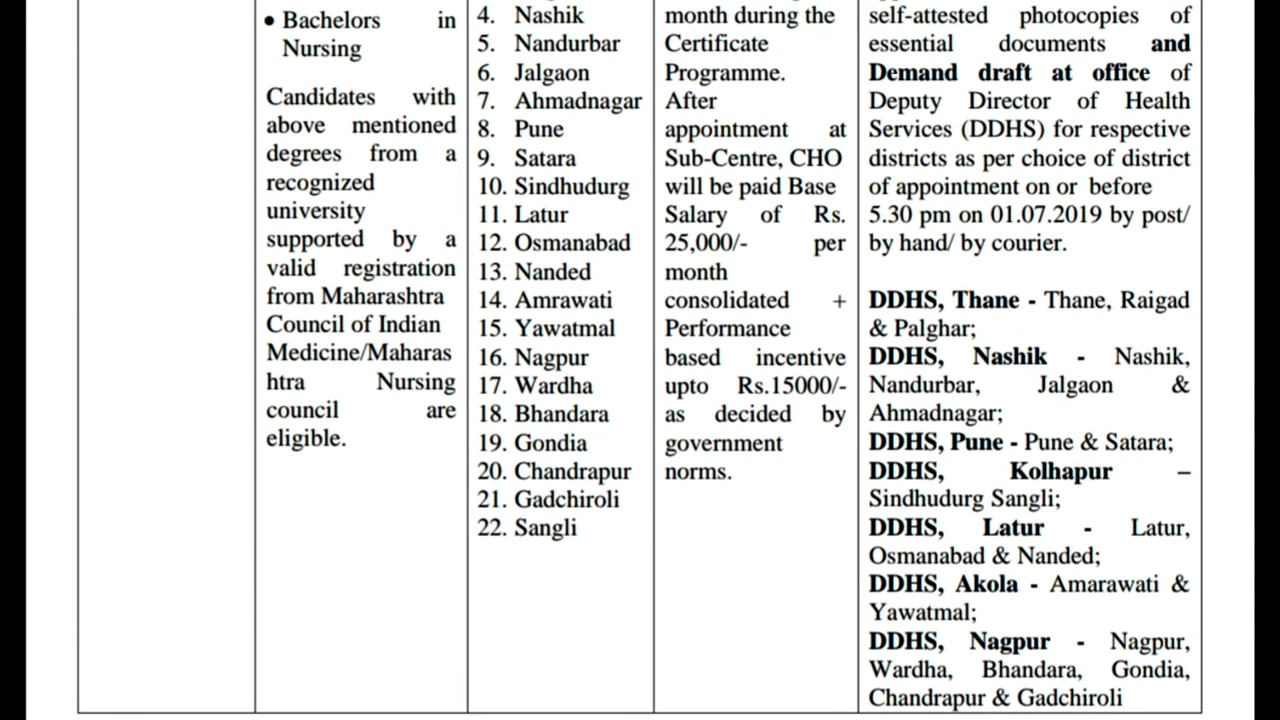 • Bachelors in
Nursing
Candidates with
above mentioned
degrees from a
recognized
university
supported by a
valid registration
from Maharashtra
Council of Indian
Medicine/Maharas
htra Nursing
council are
eligible.
4. Nashik
5. Nandurbar
6. Jalgaon
7. Ahmadnagar
8. Pune
9. Satara
10. Sindhudurg
11. Latur
12. Osmanabad
13. Nanded
14. Amrawati
15. Yawatmal
16. Nagpur
17. Wardha
18. Bhandara
19. Gondia
20. Chandrapur
21. Gadchiroli
22. Sangli
month during the
Certificate
Programme.
After
appointment at
Sub-Centre, CHO
will be paid Base
Salary of Rs.
25,000/- per
month
consolidated +
Performance
based incentive
upto Rs.15000/-
as decided by
government
norms.
self-attested photocopies of
essential documents and
Demand draft at office of
Deputy Director of Health
Services (DDHS) for respective
districts as per choice of district
of appointment on or before
5.30 pm on 01.07.2019 by post/
by hand/ by courier.
DDHS, Thane - Thane, Raigad
& Palghar;
DDHS, Nashik - Nashik,
Nandurbar, Jalgaon &
Ahmadnagar;
DDHS, Pune - Pune & Satara;
DDHS, Kolhapur –
Sindhudurg Sangli;
DDHS, Latur - Latur,
Osmanabad & Nanded;
DDHS, Akola - Amarawati &
Yawatmal;
DDHS, Nagpur - Nagpur,
Wardha, Bhandara, Gondia,
Chandrapur & Gadchiroli